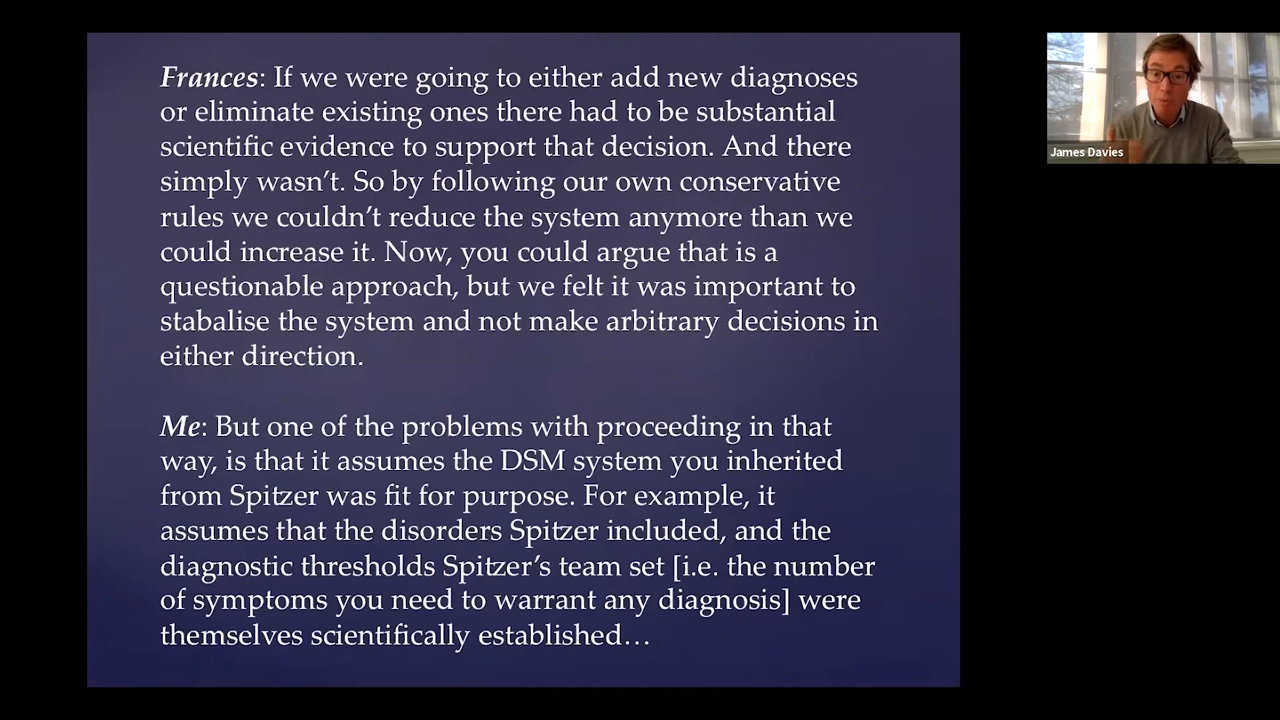 Frances: If we were going to either add new diagnoses
or eliminate existing ones there had to be substantial
scientific evidence to support that decision. And there
simply wasn’t. So by following our own conservative
rules we couldn’t reduce the system anymore than we
could increase it. Now, you could argue that is a
questionable approach, but we felt it was important to
stabalise the system and not make arbitrary decisions in
either direction.
Me: But one of the problems with proceeding in that
way, is that it assumes the DSM system you inherited
from Spitzer was fit for purpose. For example, it
assumes that the disorders Spitzer included, and the
diagnostic thresholds Spitzer’s team set [i.e. the number
of symptoms you need to warrant any diagnosis] were
themselves scientifically established…
James Davies